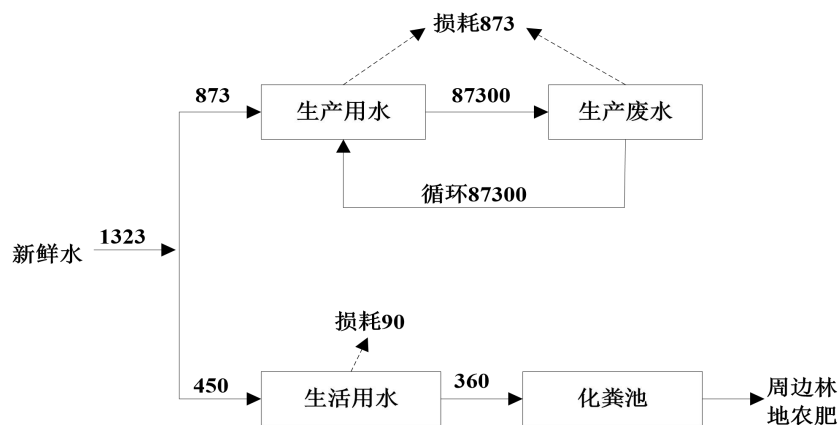 损耗873
873
生产用水
87300
生产废水
循环87300
新鲜水
1323
损耗90
450
生活用水
360
化粪池
周边林
地农肥